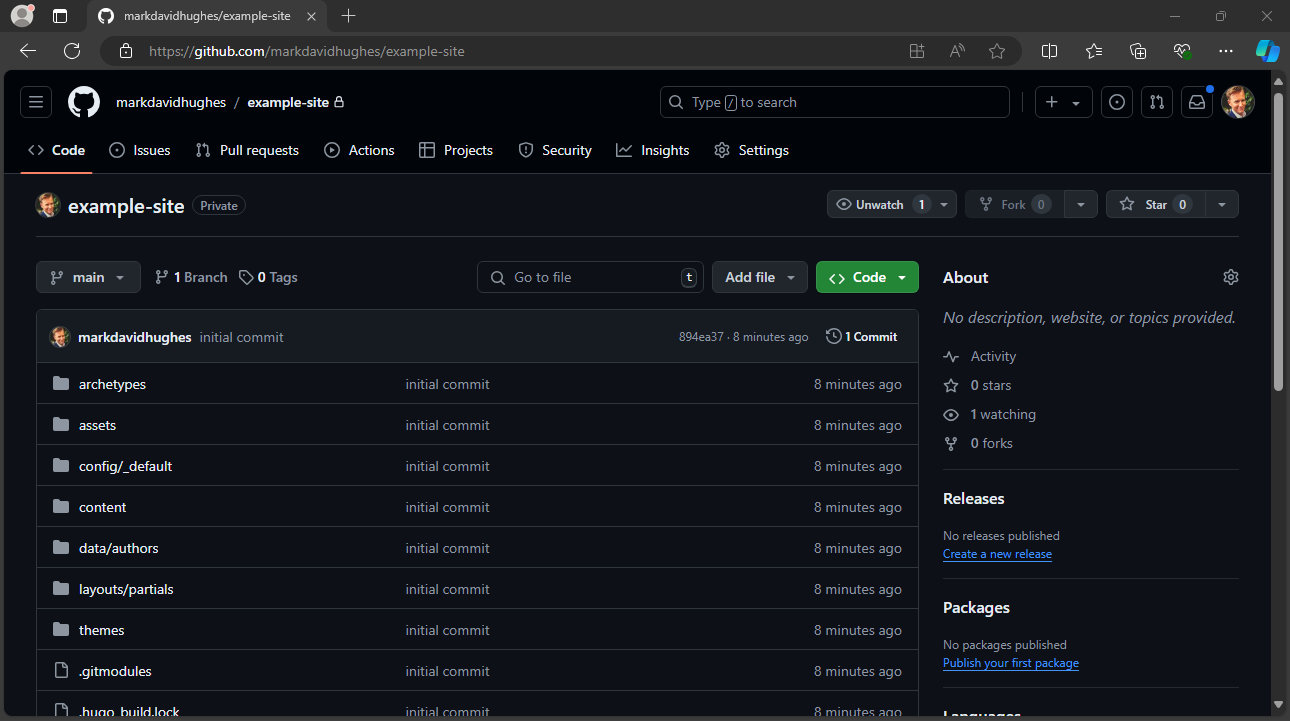 markdavidhughes/example-site
https://github.com/markdavidhughes/example-site
markdavidhughes / example-site
Type / to search
Code Issues Pull requests Actions Projects Security Insights Settings
example-site Private
Unwatch 1 Fork 0 Star 0
main 1 Branch 0 Tags
Go to file t Add file Code
markdavidhughes initial commit 894ea37 · 8 minutes ago 1 Commit
archetypes initial commit 8 minutes ago
assets initial commit 8 minutes ago
config/_default initial commit 8 minutes ago
content initial commit 8 minutes ago
data/authors initial commit 8 minutes ago
layouts/partials initial commit 8 minutes ago
themes initial commit 8 minutes ago
.gitmodules initial commit 8 minutes ago
.hugo_build.lock initial commit 8 minutes ago
About
No description, website, or topics provided.
Activity
0 stars
1 watching
0 forks
Releases
No releases published
Create a new release
Packages
No packages published
Publish your first package
Languages